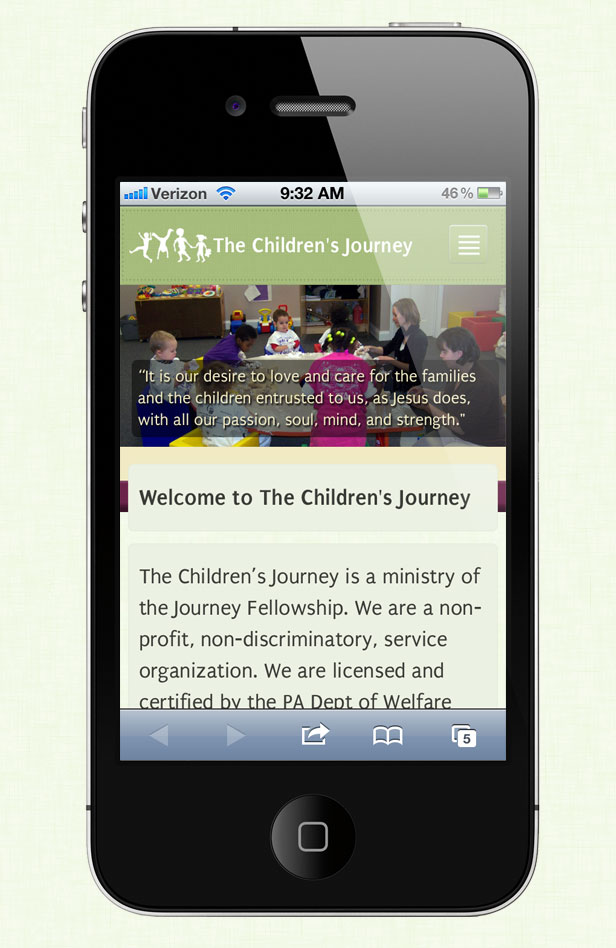 Verizon 9:32 AM 46%
The Children's Journey
“It is our desire to love and care for the families
and the children entrusted to us, as Jesus does,
with all our passion, soul, mind, and strength."
Welcome to The Children's Journey
The Children’s Journey is a ministry of
the Journey Fellowship. We are a non-
profit, non-discriminatory, service
organization. We are licensed and
certified by the PA Dept of Welfare
5